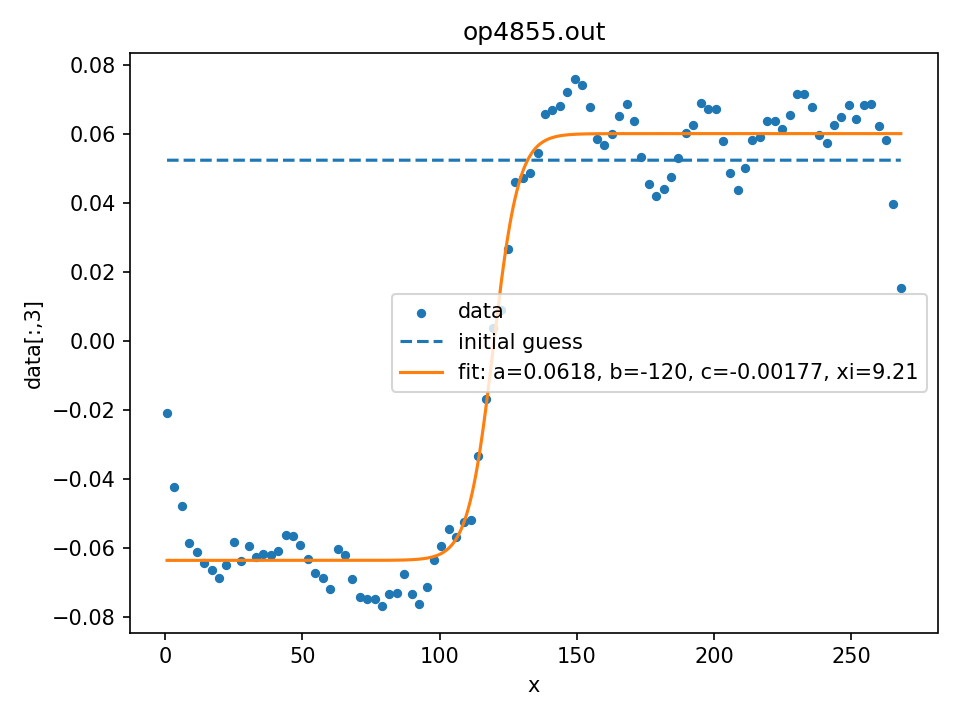 op4855.out
0.08
0.06
0.04
0.02
0.00
−0.02
−0.04
−0.06
−0.08
data[:,3]
data
initial guess
fit: a=0.0618, b=-120, c=-0.00177, xi=9.21
0 50 100 150 200 250
x